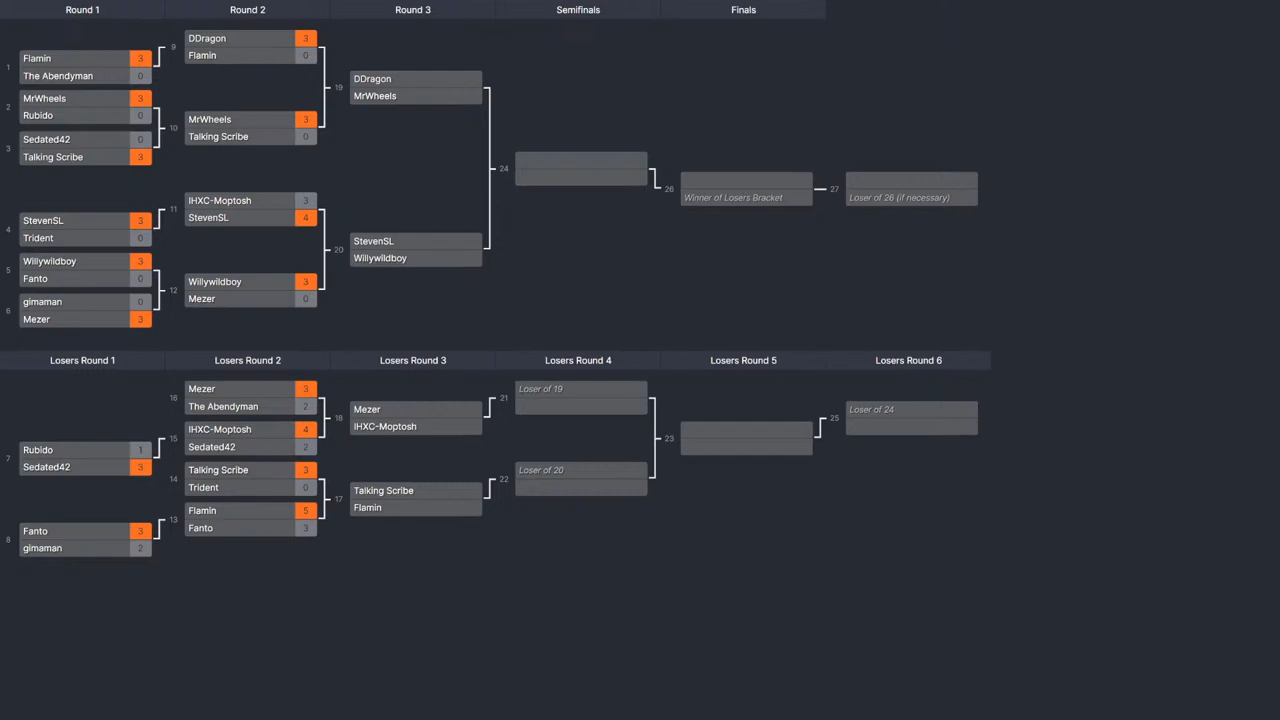 Round 1
Round 2
Round 3
Semifinals
Finals
1
Flamin 3
The Abendyman 0
2
MrWheels 3
Rubido 0
3
Sedated42 0
Talking Scribe 3
4
StevenSL 3
Trident 0
5
Willywildboy 3
Fanto 0
6
gimaman 0
Mezer 3
9
DDragon 3
Flamin 0
10
MrWheels 3
Talking Scribe 0
11
IHXC-Moptosh 3
StevenSL 4
12
Willywildboy 3
Mezer 0
19
DDragon
MrWheels
20
StevenSL
Willywildboy
24
26
Winner of Losers Bracket
27
Loser of 26 (if necessary)
Losers Round 1
Losers Round 2
Losers Round 3
Losers Round 4
Losers Round 5
Losers Round 6
7
Rubido 1
Sedated42 3
8
Fanto 3
gimaman 2
16
Mezer 3
The Abendyman 2
15
IHXC-Moptosh 4
Sedated42 2
14
Talking Scribe 3
Trident 0
13
Flamin 5
Fanto 3
18
Mezer
IHXC-Moptosh
17
Talking Scribe
Flamin
21
Loser of 19
22
Loser of 20
23
25
Loser of 24